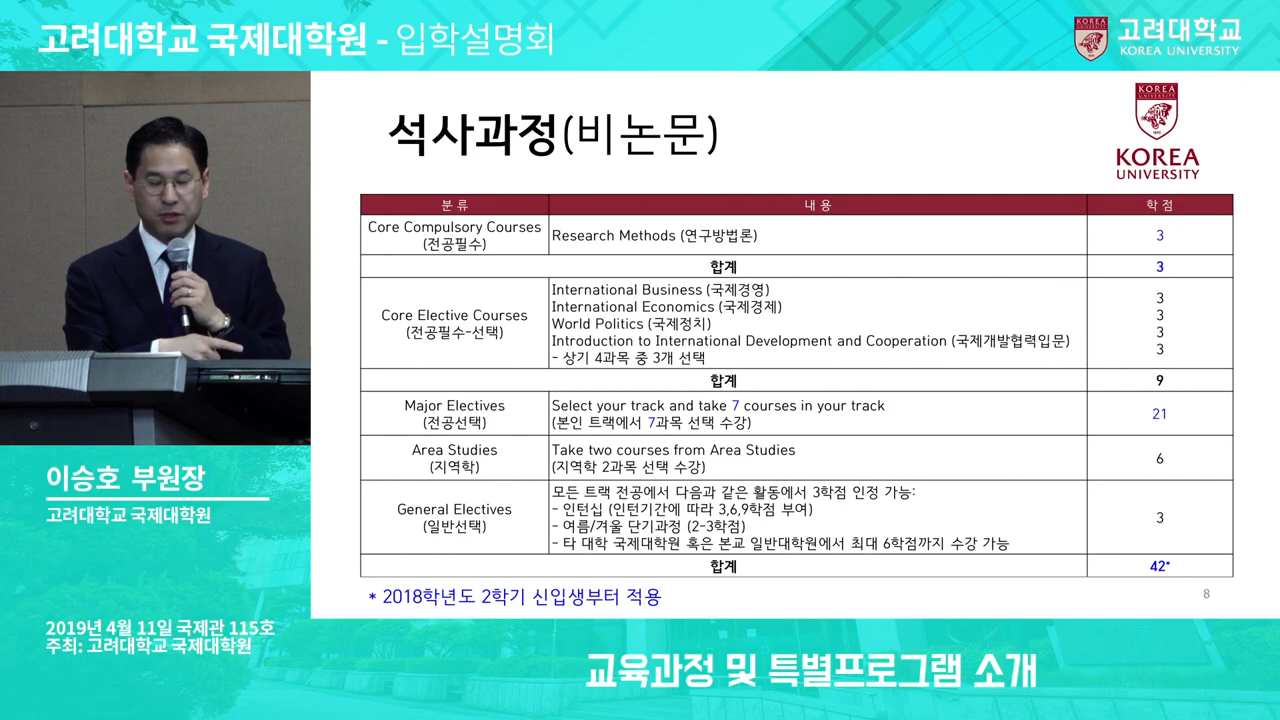 고려대학교 국제대학원 - 입학설명회
KOREA
고려대학교
KOREA UNIVERSITY
석사과정(비논문)
KOREA
UNIVERSITY
KOREA
UNIVERSITY
분 류 내 용 학 점
Core Compulsory Courses
(전공필수)
Research Methods (연구방법론)
3
합계 3
Core Elective Courses
(전공필수-선택)
International Business (국제경영) 3
International Economics (국제경제) 3
World Politics (국제정치) 3
Introduction to International Development and Cooperation (국제개발협력입문) 3
- 상기 4과목 중 3개 선택
합계 9
Major Electives
(전공선택)
Select your track and take 7 courses in your track
(본인 트랙에서 7과목 선택 수강)
21
Area Studies
(지역학)
Take two courses from Area Studies
(지역학 2과목 선택 수강)
6
General Electives
(일반선택)
모든 트랙 전공에서 다음과 같은 활동에서 3학점 인정 가능:
- 인턴십 (인턴기간에 따라 3,6,9학점 부여)
- 여름/겨울 단기과정 (2-3학점)
- 타 대학 국제대학원 혹은 본교 일반대학원에서 최대 6학점까지 수강 가능
3
합계 42*
* 2018학년도 2학기 신입생부터 적용
8
이승호 부원장
고려대학교 국제대학원
2019년 4월 11일 국제관 115호
주최: 고려대학교 국제대학원
교육과정 및 특별프로그램 소개